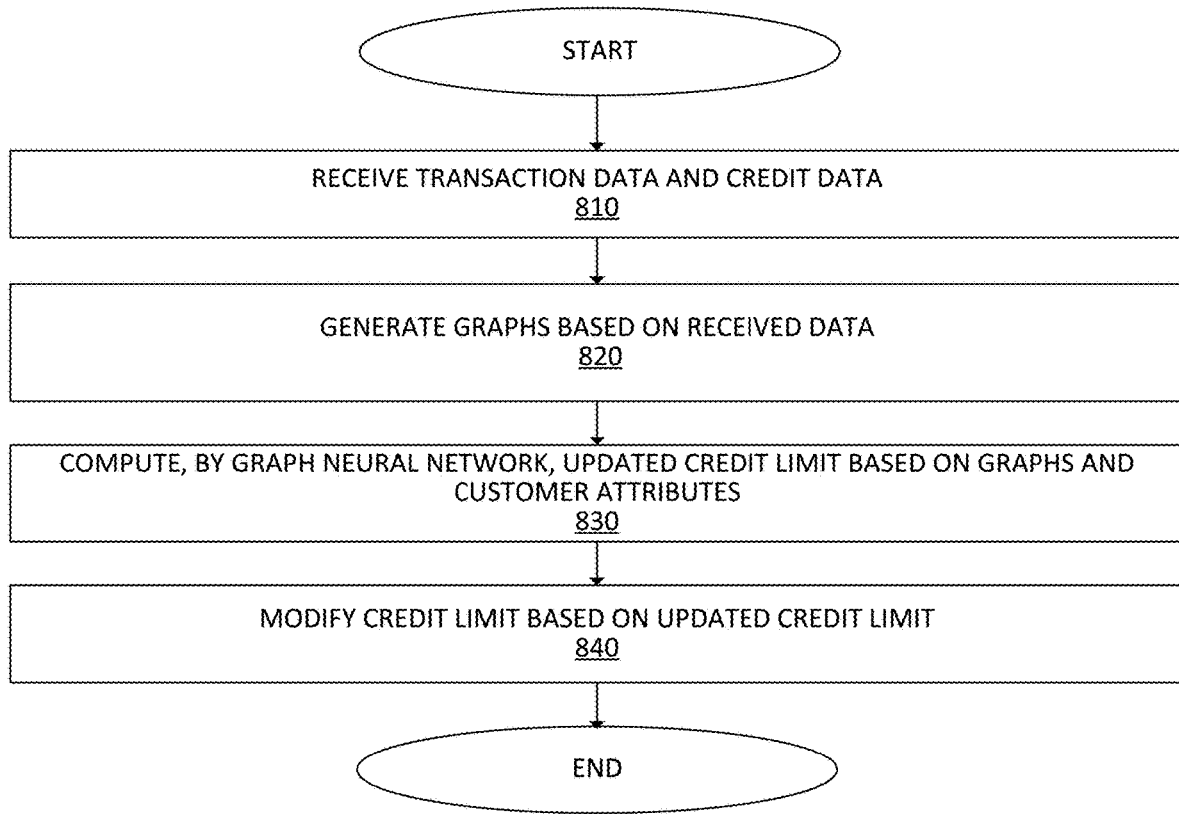 START
RECEIVE TRANSACTION DATA AND CREDIT DATA
810
GENERATE GRAPHS BASED ON RECEIVED DATA
820
COMPUTE, BY GRAPH NEURAL NETWORK, UPDATED CREDIT LIMIT BASED ON GRAPHS AND
CUSTOMER ATTRIBUTES
830
MODIFY CREDIT LIMIT BASED ON UPDATED CREDIT LIMIT
840
END